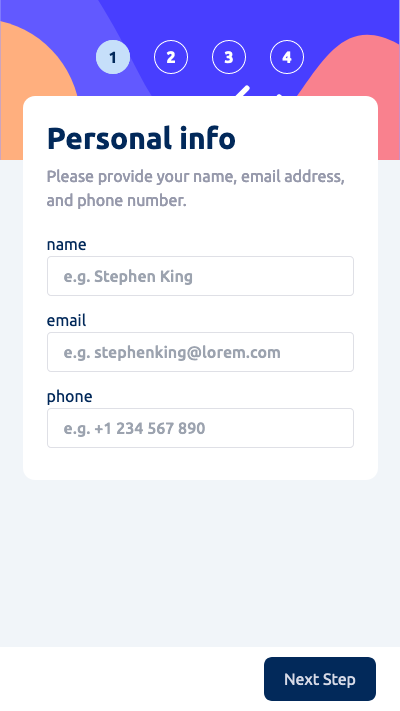 1 2 3 4
Personal info
Please provide your name, email address,
and phone number.
name
e.g. Stephen King
email
e.g. stephenking@lorem.com
phone
e.g. +1 234 567 890
Next Step